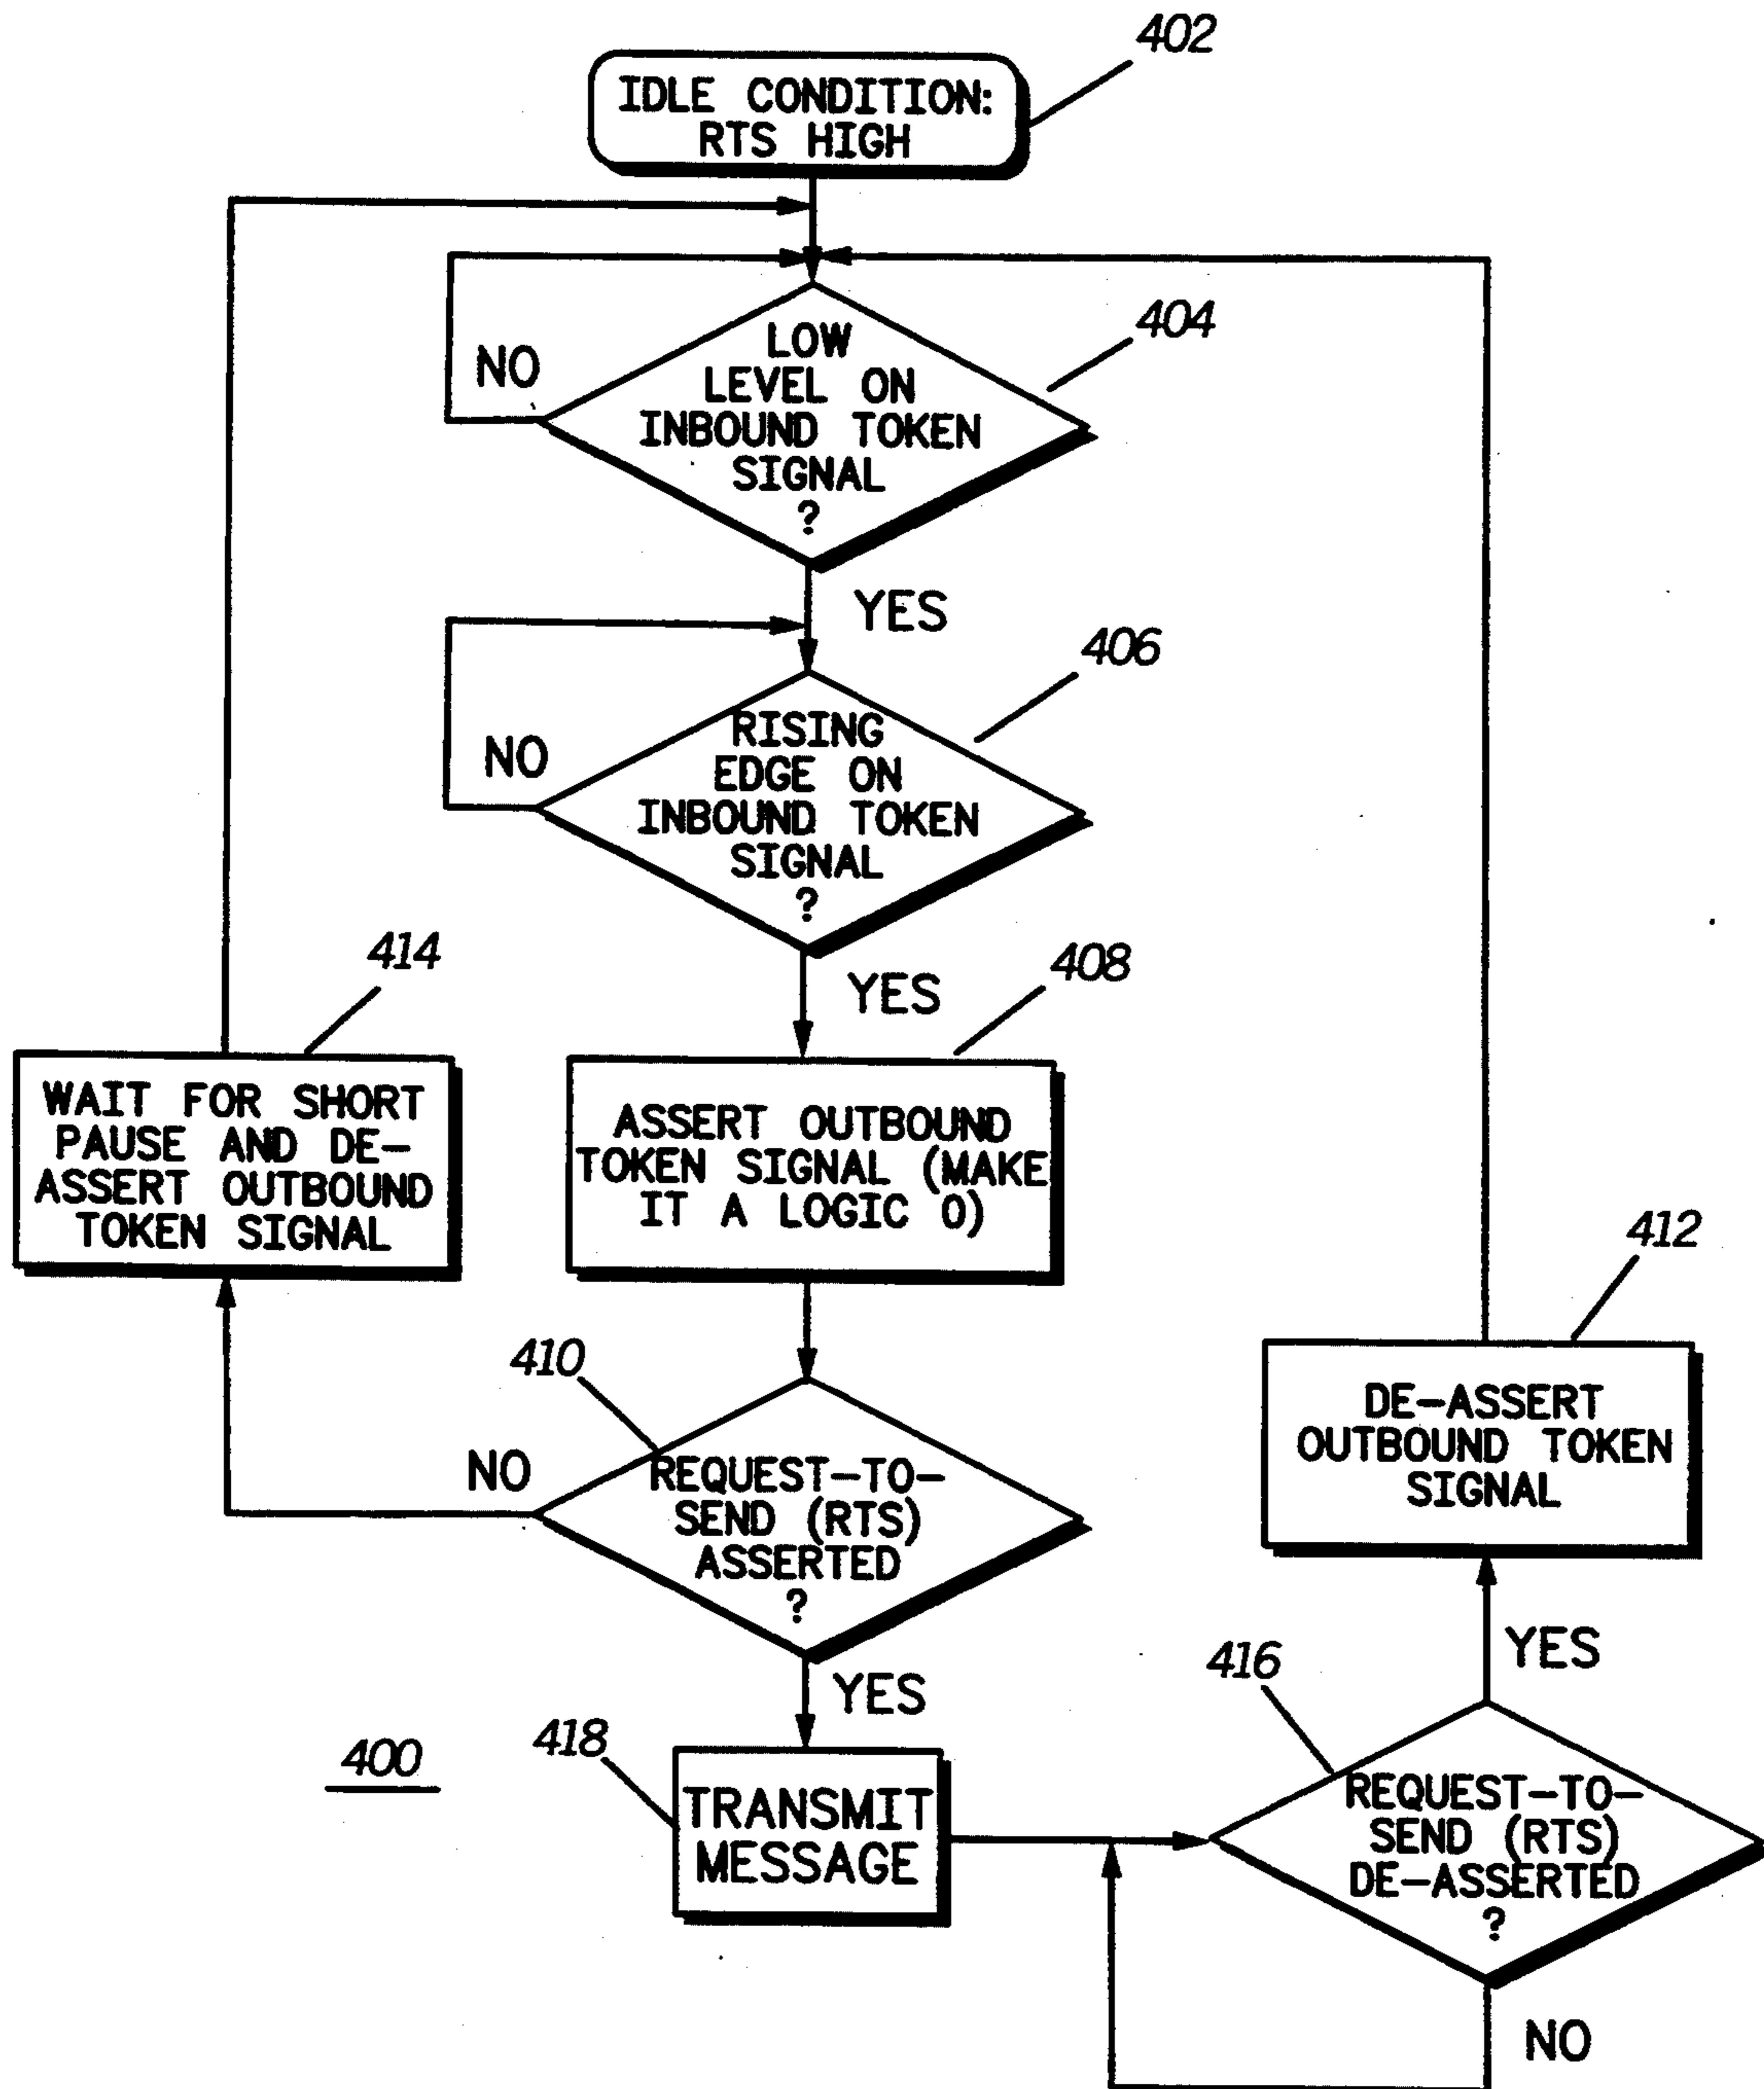 402
IDLE CONDITION:
RTS HIGH
404
LOW
LEVEL ON
INBOUND TOKEN
SIGNAL
?
NO
YES
406
RISING
EDGE ON
INBOUND TOKEN
SIGNAL
?
NO
YES
414
408
WAIT FOR SHORT
PAUSE AND DE-
ASSERT OUTBOUND
TOKEN SIGNAL
ASSERT OUTBOUND
TOKEN SIGNAL (MAKE
IT A LOGIC 0)
412
DE-ASSERT
OUTBOUND TOKEN
SIGNAL
410
REQUEST-TO-
SEND (RTS)
ASSERTED
?
NO
YES
416
YES
418
400
TRANSMIT
MESSAGE
REQUEST-TO-
SEND (RTS)
DE-ASSERTED
?
NO